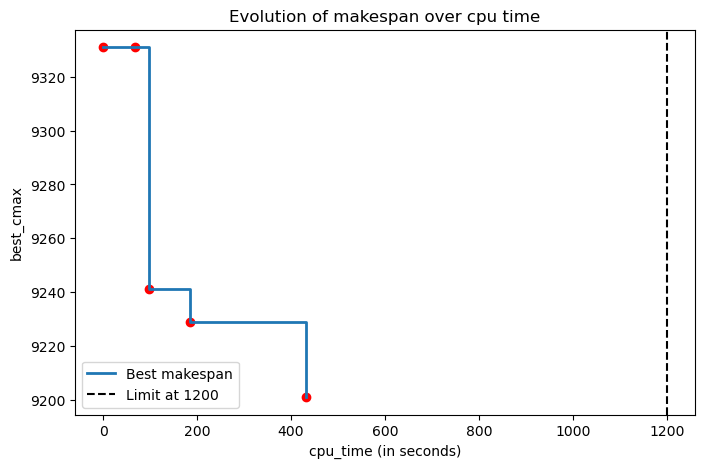 Evolution of makespan over cpu time
best_cmax
9320
9300
9280
9260
9240
9220
9200
Best makespan
Limit at 1200
0 200 400 600 800 1000 1200
cpu_time (in seconds)